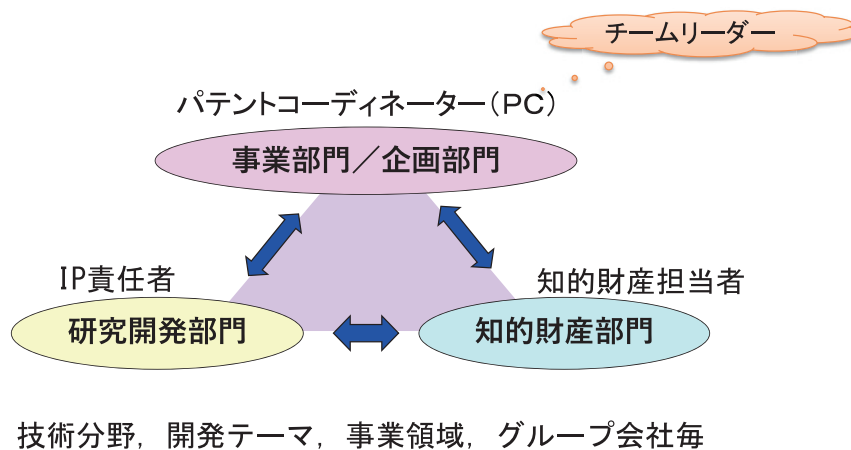 チームリーダー
パテントコーディネーター(PC)
事業部門/企画部門
IP責任者
知的財産担当者
研究開発部門
知的財産部門
技術分野, 開発テーマ, 事業領域, グループ会社毎